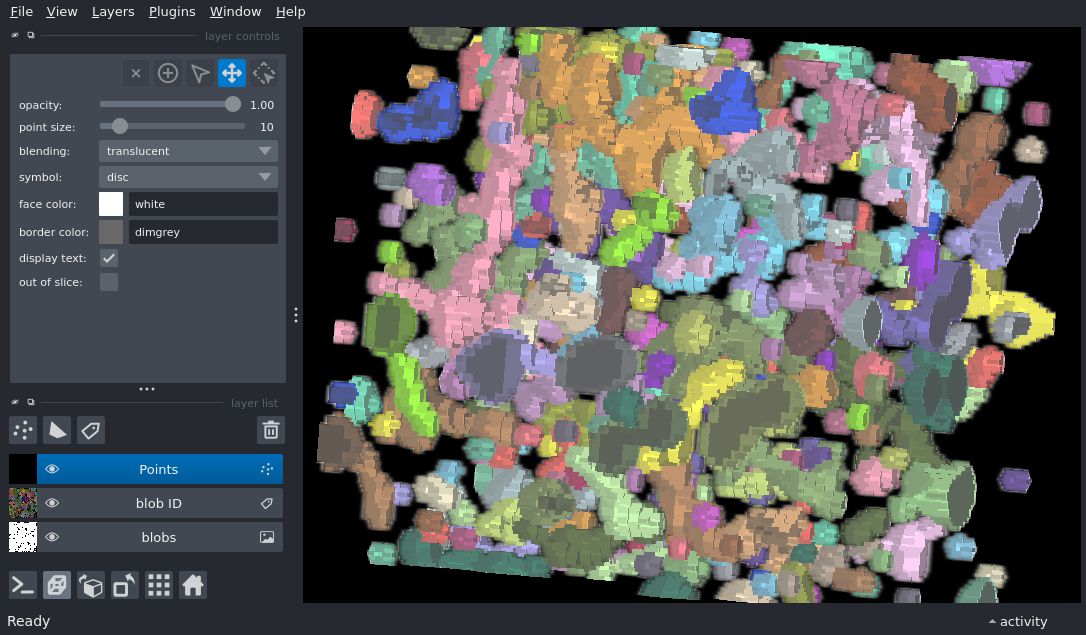 File View Layers Plugins Window Help
layer controls
opacity: 1.00
point size: 10
blending: translucent
symbol: disc
face color: white
border color: dimgrey
display text:
out of slice:
layer list
Points
blob ID
blobs
Ready
activity